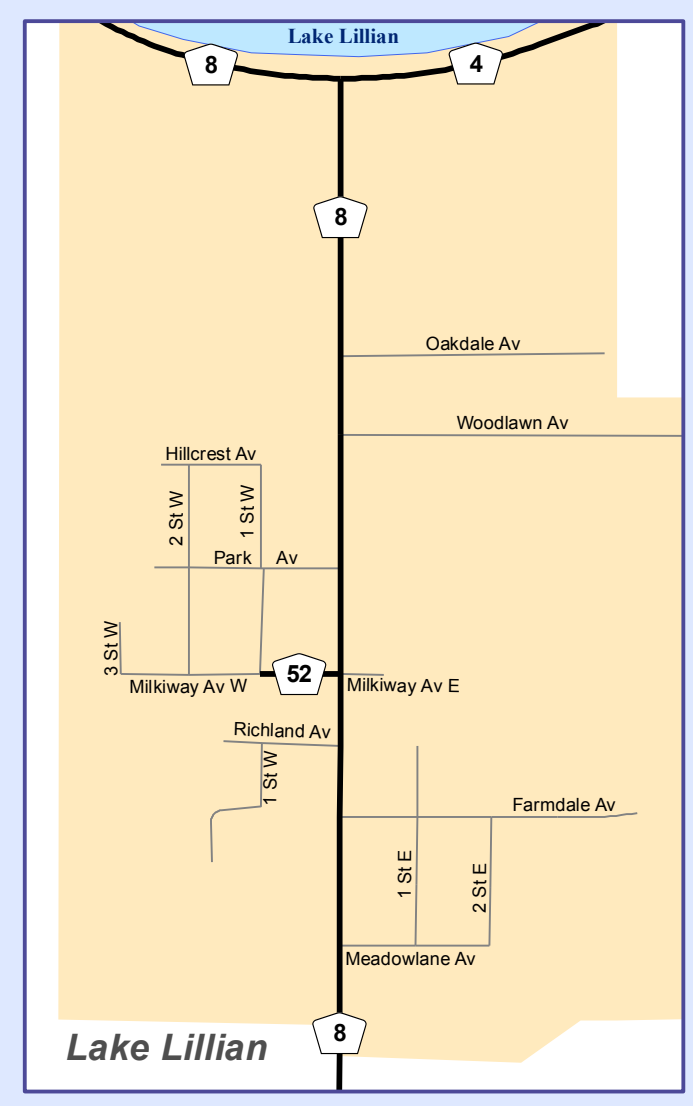 Lake Lillian
8
4
8
Oakdale Av
Woodlawn Av
Hillcrest Av
2 St W
1 St W
Park Av
3 St W
52
Milkiway Av W
Milkiway Av E
Richland Av
1 St W
Farmdale Av
1 St E
2 St E
Meadowlane Av
8
Lake Lillian